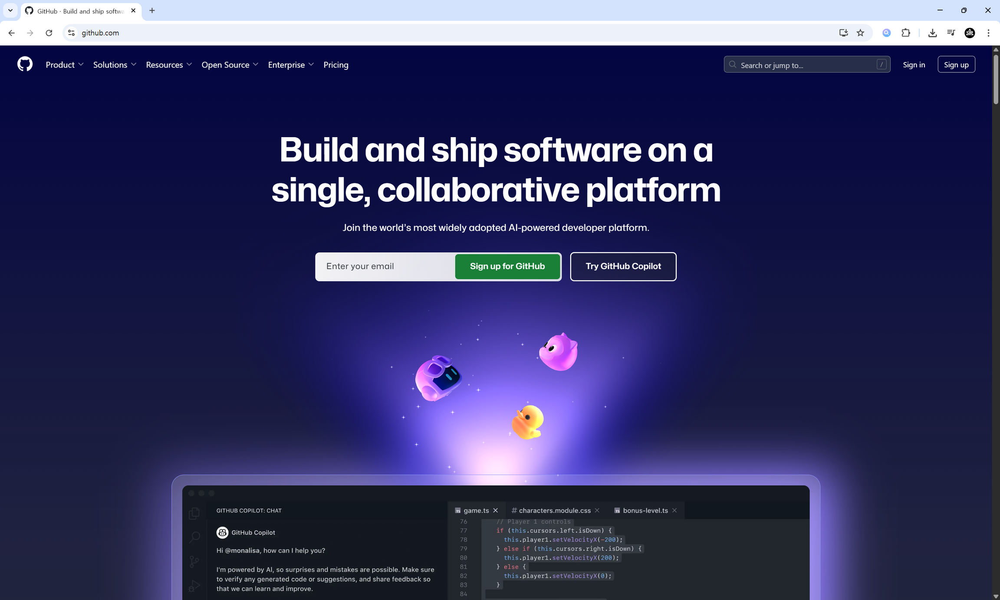 GitHub · Build and ship softwa
github.com
Product Solutions Resources Open Source Enterprise Pricing
Search or jump to... /
Sign in
Sign up
Build and ship software on a
single, collaborative platform
Join the world’s most widely adopted AI-powered developer platform.
Enter your email
Sign up for GitHub
Try GitHub Copilot
GITHUB COPILOT: CHAT
GitHub Copilot
Hi @monalisa, how can I help you?
I'm powered by AI, so surprises and mistakes are possible. Make sure
to verify any generated code or suggestions, and share feedback so
that we can learn and improve.
TS game.ts # characters.module.css TS bonus-level.ts
76 // Player 1 controls
77 if (this.cursors.left.isDown) {
78 this.player1.setVelocityX(-200);
79 } else if (this.cursors.right.isDown) {
80 this.player1.setVelocityX(200);
81 } else {
82 this.player1.setVelocityX(0);
83 }
84